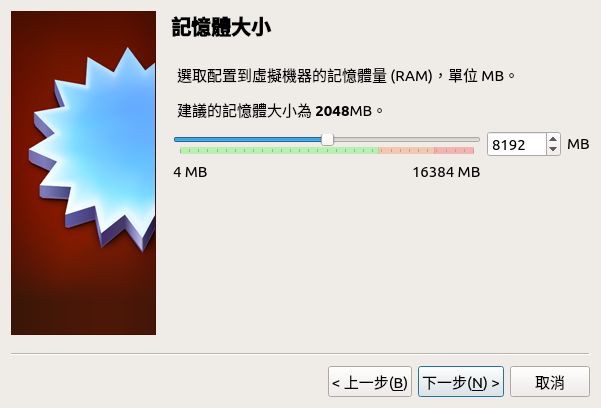 記憶體大小
選取配置到虛擬機器的記憶體量 (RAM)，單位 MB。
建議的記憶體大小為 2048MB。
8192 MB
4 MB 16384 MB
< 上一步(B) 下一步(N) > 取消